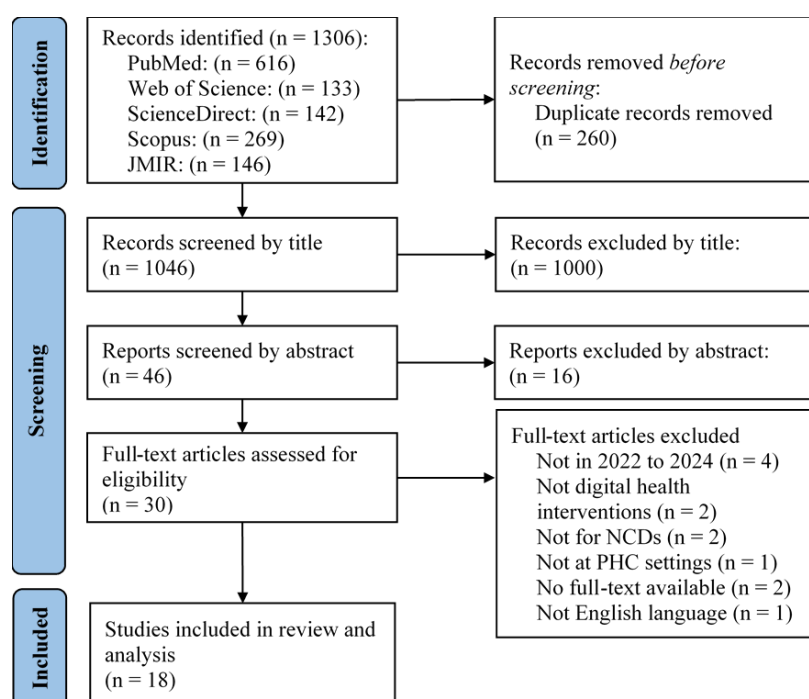 Identification
Records identified (n = 1306):
PubMed: (n = 616)
Web of Science: (n = 133)
ScienceDirect: (n = 142)
Scopus: (n = 269)
JMIR: (n = 146)
Records removed before
screening:
Duplicate records removed
(n = 260)
Screening
Records screened by title
(n = 1046)
Records excluded by title:
(n = 1000)
Reports screened by abstract
(n = 46)
Reports excluded by abstract:
(n = 16)
Full-text articles assessed for
eligibility
(n = 30)
Full-text articles excluded
Not in 2022 to 2024 (n = 4)
Not digital health
interventions (n = 2)
Not for NCDs (n = 2)
Not at PHC settings (n = 1)
No full-text available (n = 2)
Not English language (n = 1)
Included
Studies included in review and
analysis
(n = 18)